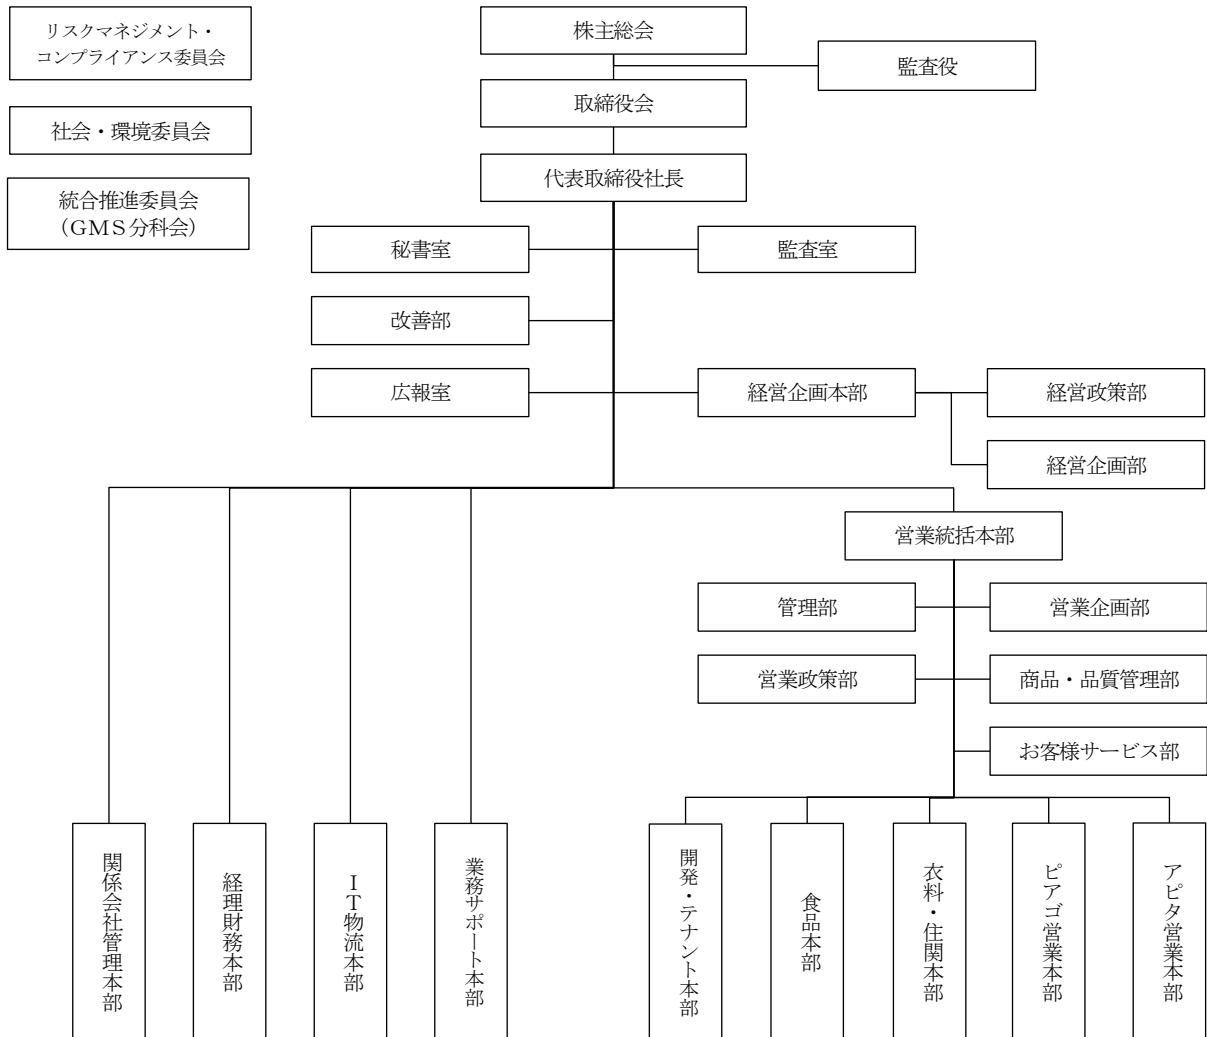 リスクマネジメント・
コンプライアンス委員会
社会・環境委員会
統合推進委員会
(GMS分科会)
株主総会
監査役
取締役会
代表取締役社長
秘書室
監査室
改善部
広報室
経営企画本部
経営政策部
経営企画部
営業統括本部
管理部
営業企画部
営業政策部
商品・品質管理部
お客様サービス部
関係会社管理本部
経理財務本部
IT物流本部
業務サポート本部
開発・テナント本部
食品本部
衣料・住関本部
ピアゴ営業本部
アピタ営業本部